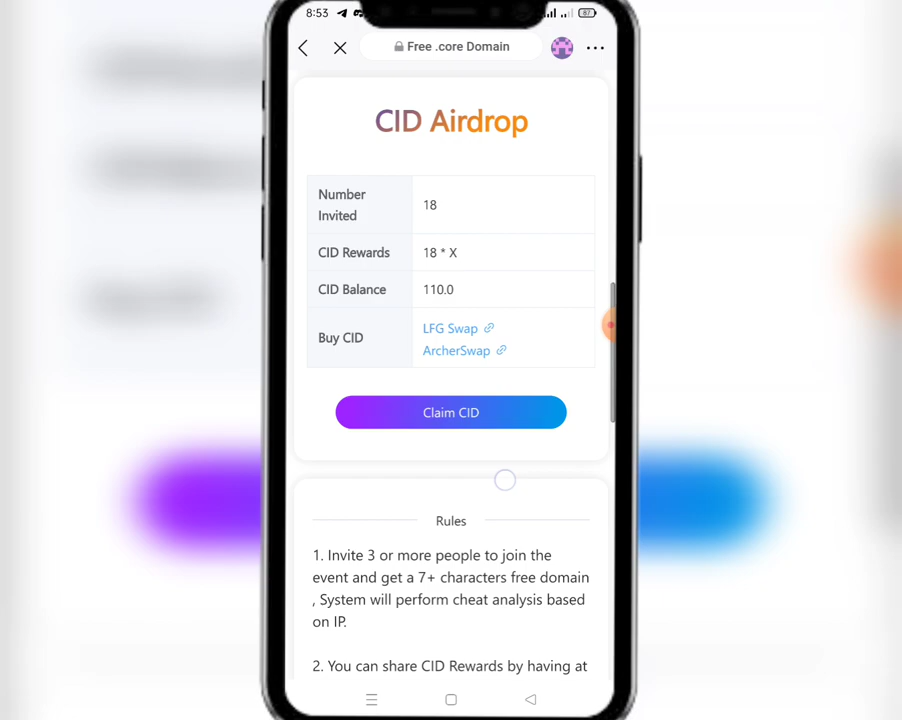 8:53
87
Free .core Domain
CID Airdrop
Number
Invited
18
CID Rewards
18 * X
CID Balance
110.0
Buy CID
LFG Swap
ArcherSwap
Claim CID
Rules
1. Invite 3 or more people to join the
event and get a 7+ characters free domain
, System will perform cheat analysis based
on IP.
2. You can share CID Rewards by having at